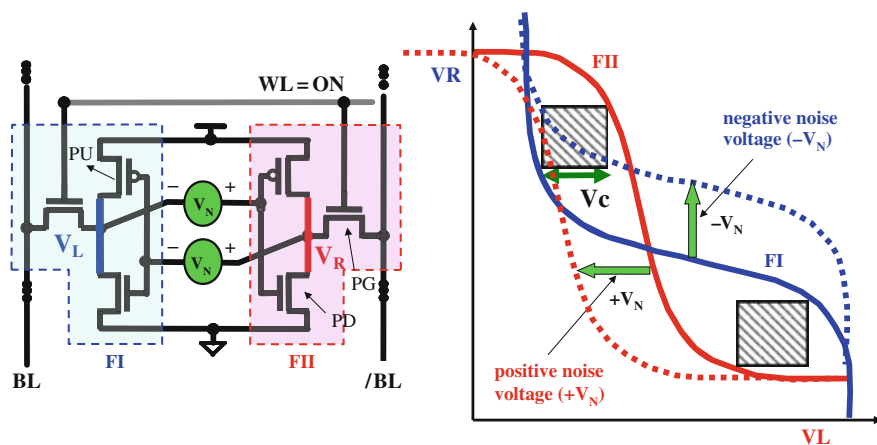 WL = ON
PU
− V_N +
V_L
− V_N +
V_R
PG
PD
FI
FII
BL
/BL
VR
FII
negative noise
voltage (−V_N)
Vc
−V_N
FI
+V_N
positive noise
voltage (+V_N)
VL